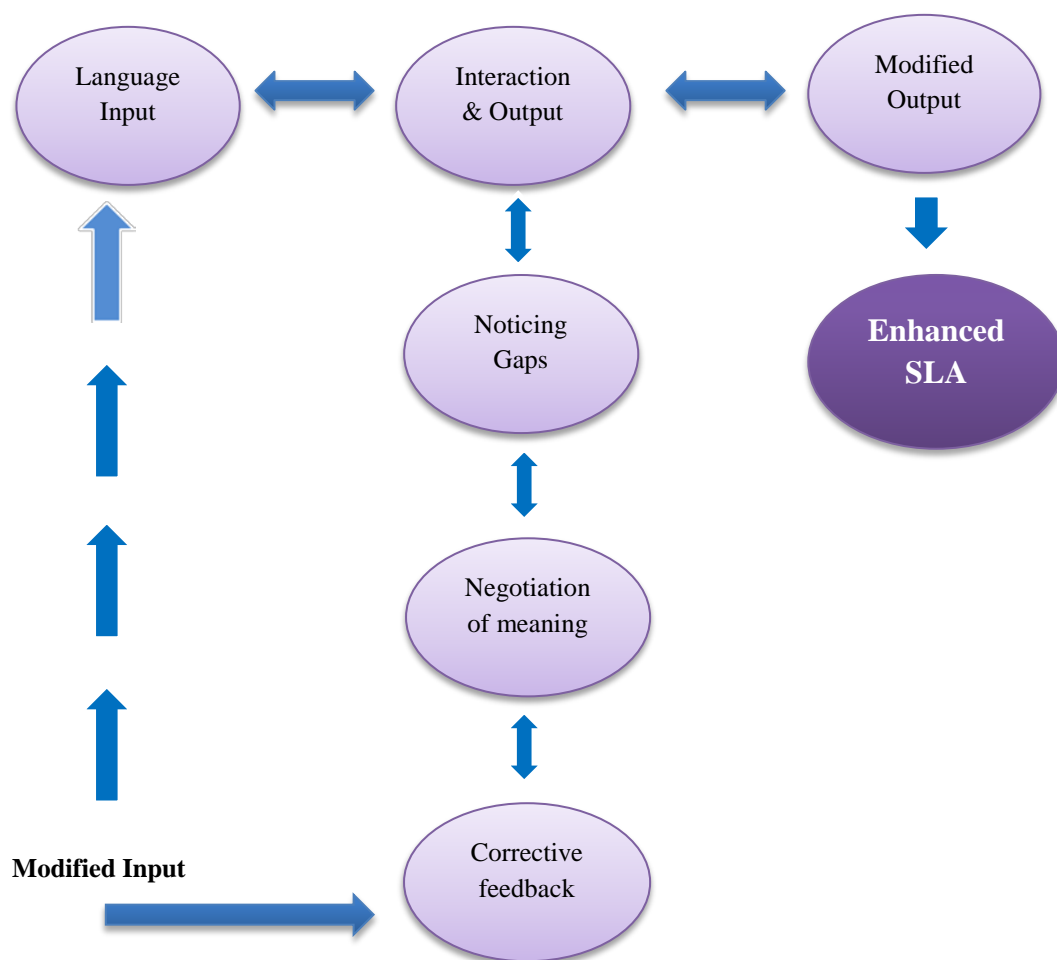 Language
Input
Interaction
& Output
Modified
Output
Noticing
Gaps
Enhanced
SLA
Negotiation
of meaning
Modified Input
Corrective
feedback